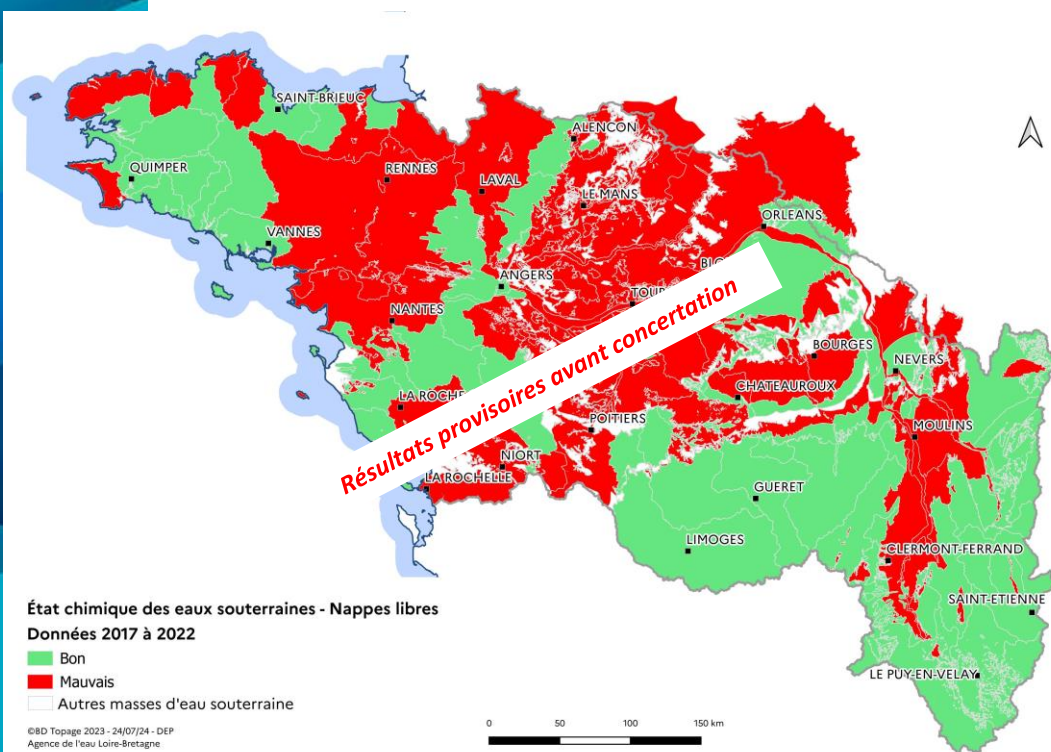 SAINT-BRIEUC
ALENCON
QUIMPER
RENNES
LAVAL
LE MANS
VANNES
ORLEANS
ANGERS
TOUR
NANTES
BOURGES
NEVERS
CHATEAUROUX
LA ROCHE
Résultats provisoires avant concertation
POITIERS
MOULINS
NIORT
LA ROCHELLE
GUERET
LIMOGES
CLERMONT-FERRAND
SAINT-ETIENNE
LE PUY-EN-VELAY
État chimique des eaux souterraines - Nappes libres
Données 2017 à 2022
Bon
Mauvais
Autres masses d'eau souterraine
©BD Topage 2023 - 24/07/24 - DEP
Agence de l'eau Loire-Bretagne
0 50 100 150 km